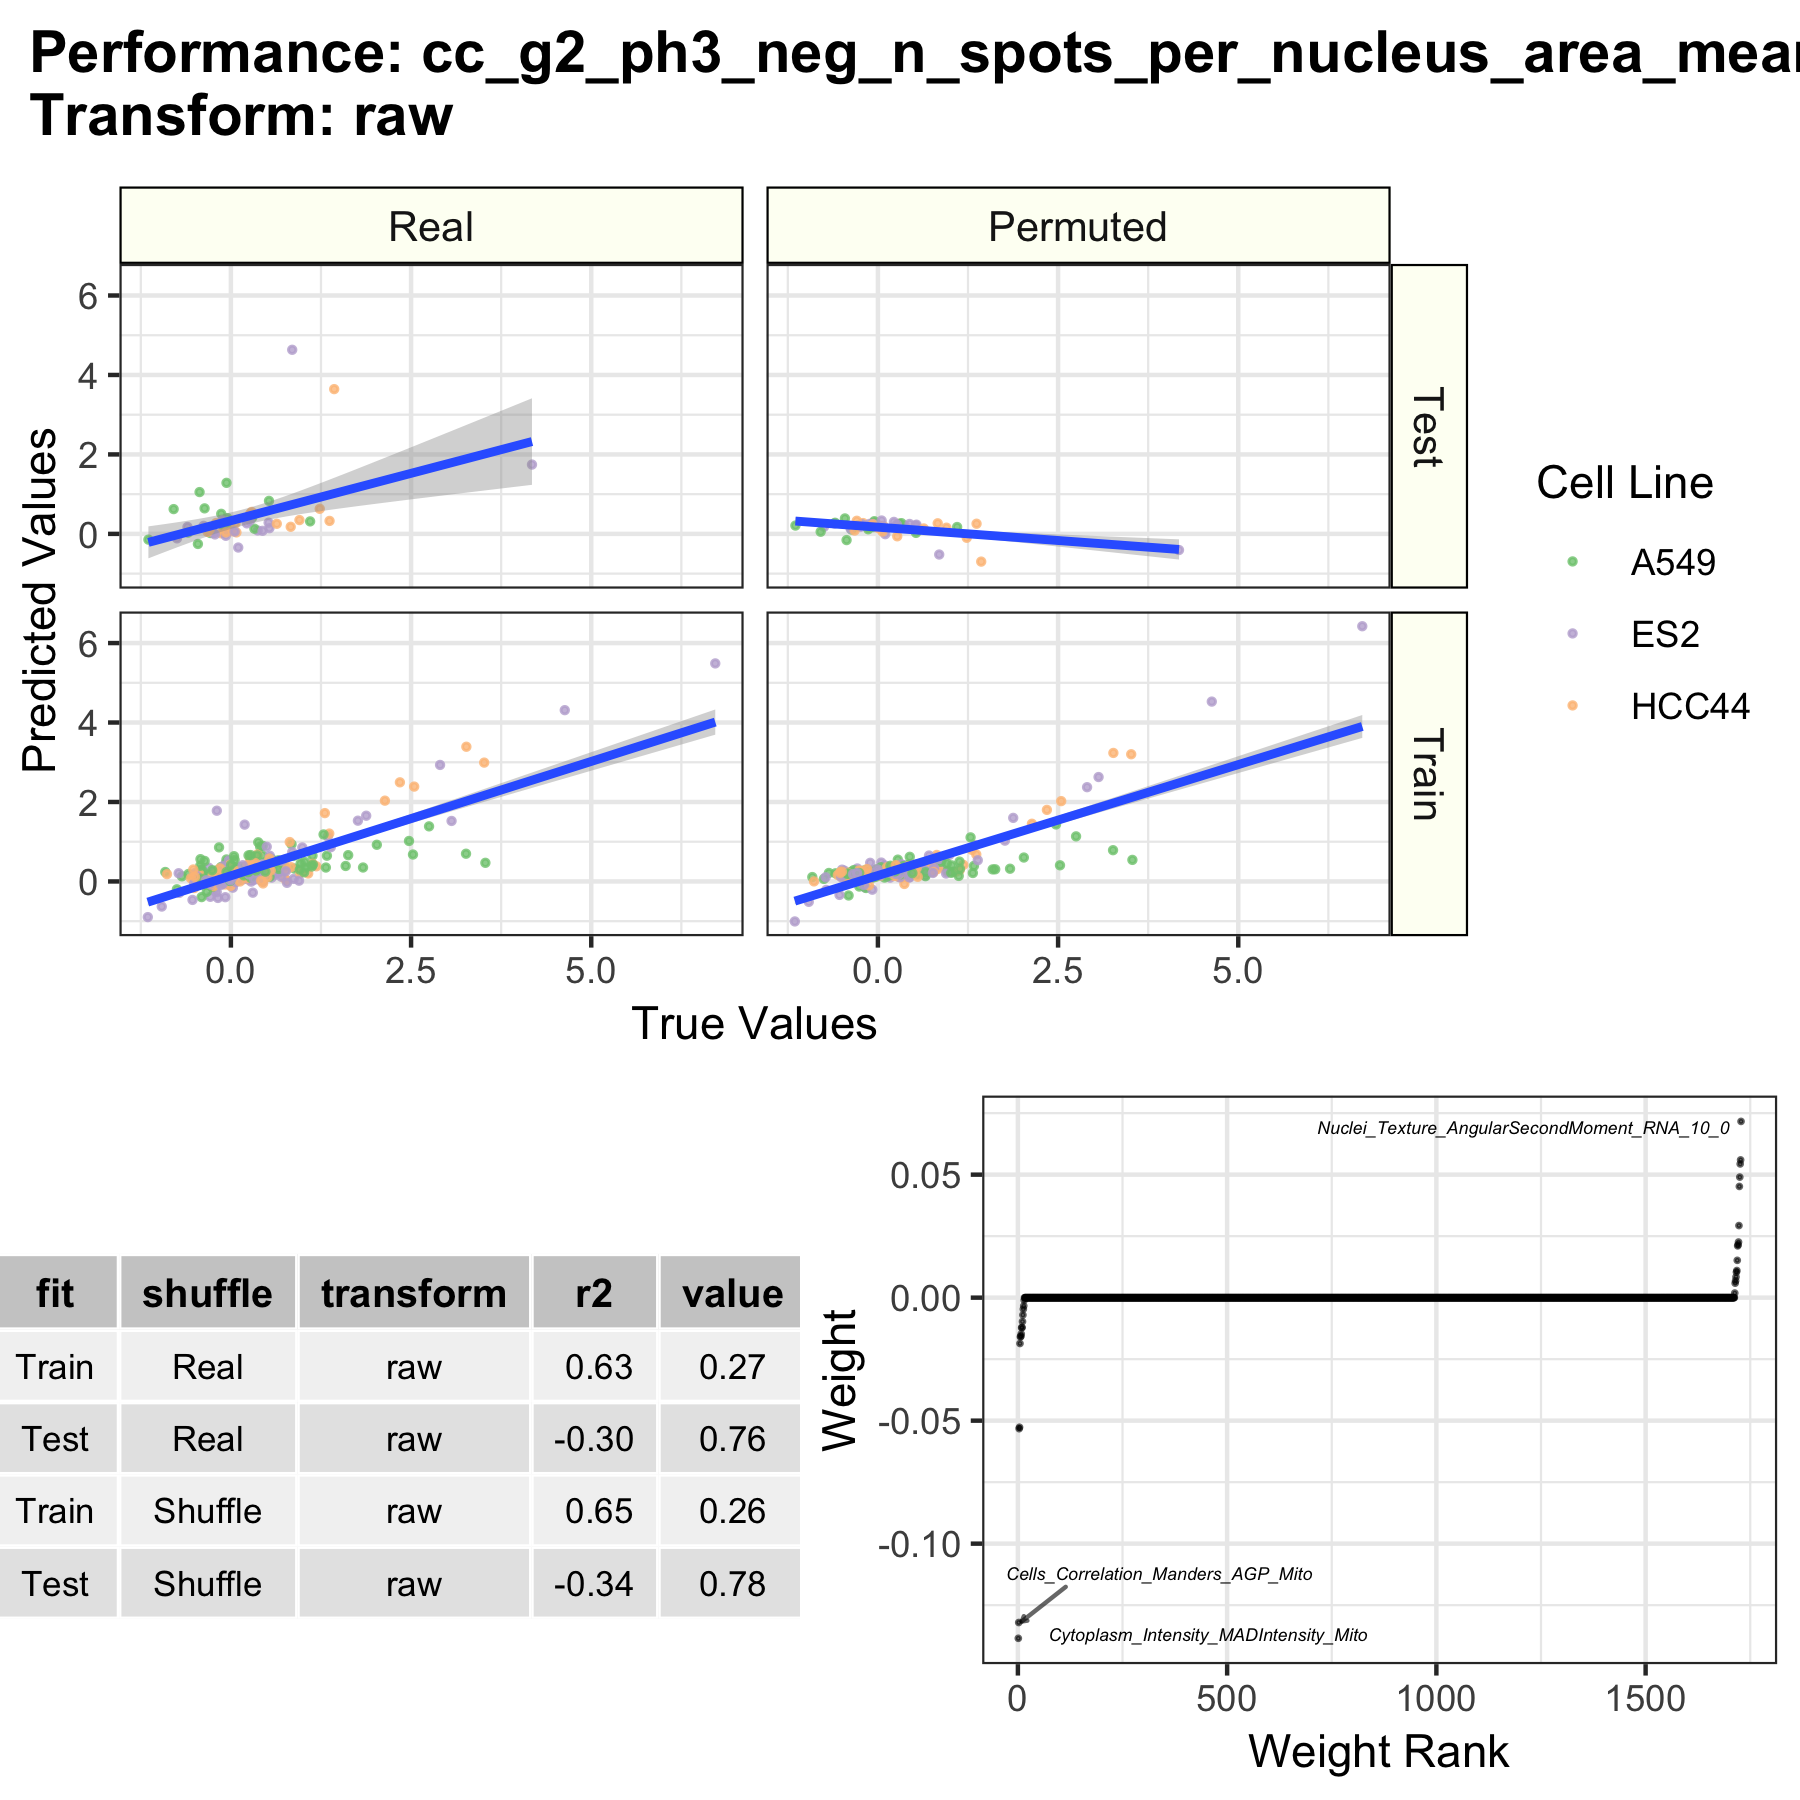 Performance: cc_g2_ph3_neg_n_spots_per_nucleus_area_mean
Transform: raw
Real
Permuted
6
4
2
0
Test
6
4
2
0
Train
Predicted Values
0.0
2.5
5.0
0.0
2.5
5.0
True Values
Cell Line
A549
ES2
HCC44
fit shuffle transform r2 value
Train Real raw 0.63 0.27
Test Real raw -0.30 0.76
Train Shuffle raw 0.65 0.26
Test Shuffle raw -0.34 0.78
Nuclei_Texture_AngularSecondMoment_RNA_10_0
0.05
0.00
-0.05
-0.10
Weight
Cells_Correlation_Manders_AGP_Mito
Cytoplasm_Intensity_MADIntensity_Mito
0
500
1000
1500
Weight Rank